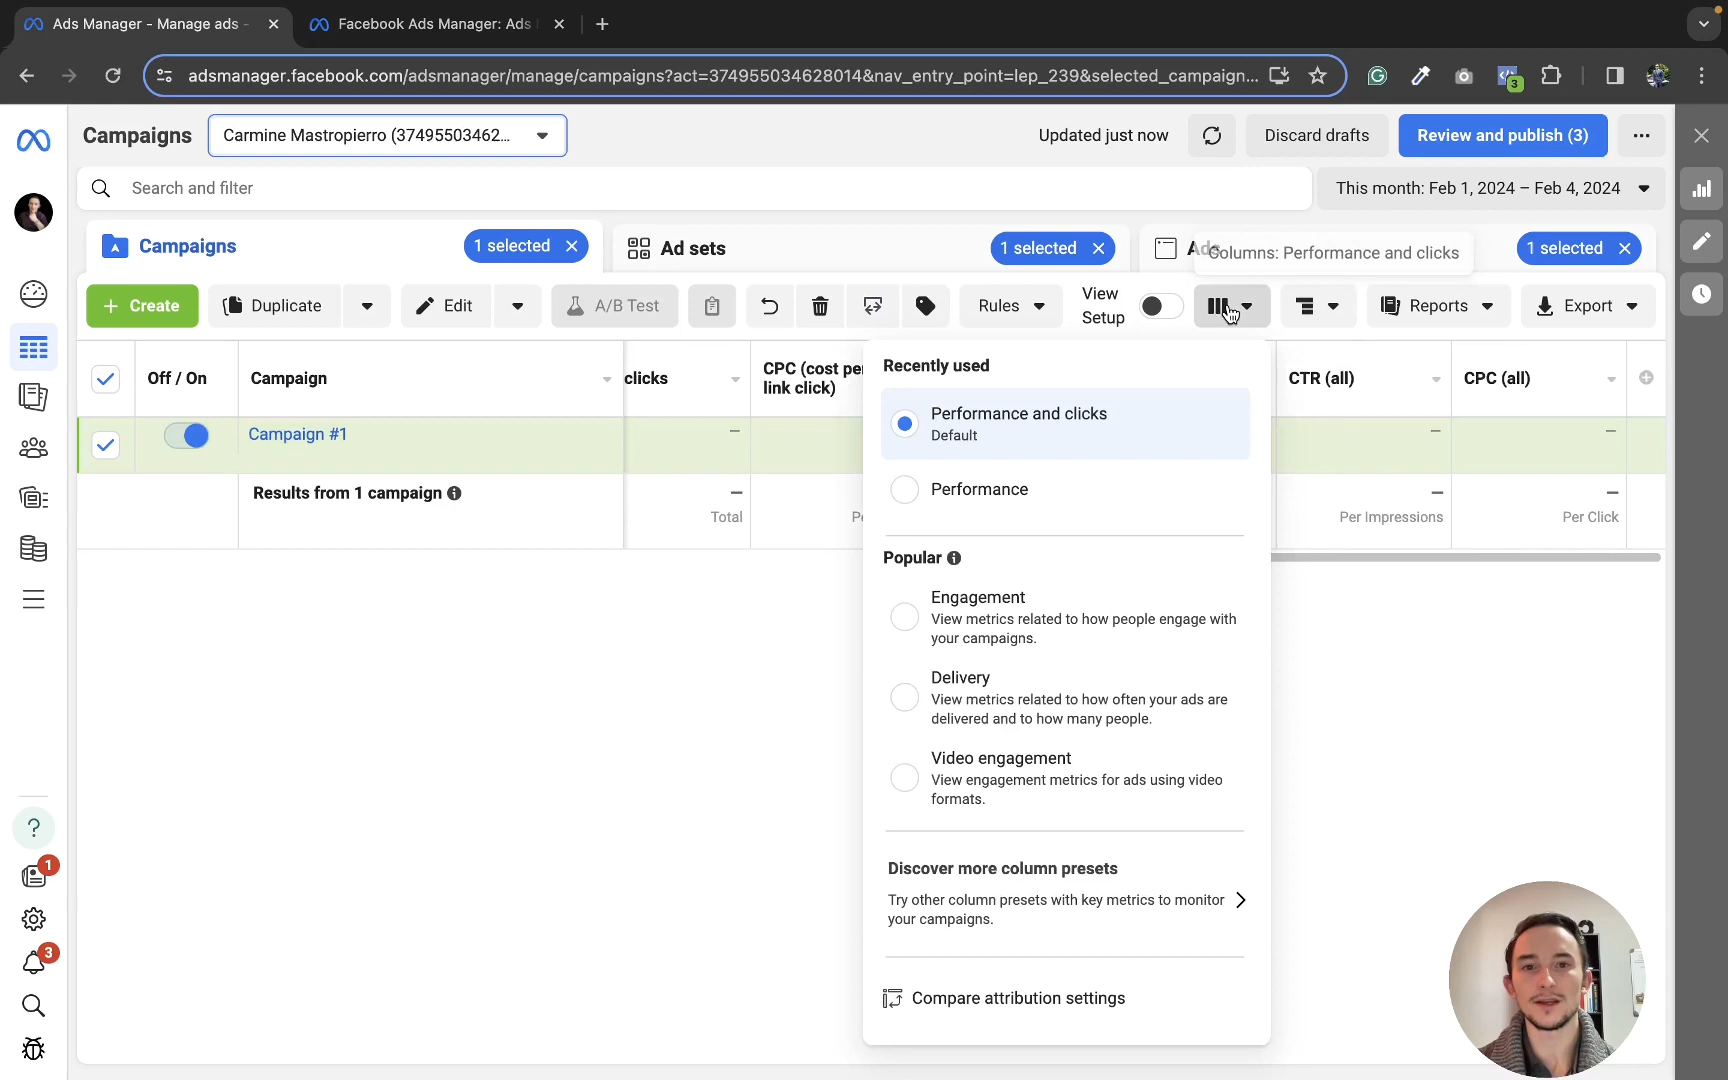 Ads Manager - Manage ads -
Facebook Ads Manager: Ads
adsmanager.facebook.com/adsmanager/manage/campaigns?act=374955034628014&nav_entry_point=lep_239&selected_campaign...
3
Campaigns
Carmine Mastropierro (37495503462...
Updated just now
Discard drafts
Review and publish (3)
Search and filter
This month: Feb 1, 2024 – Feb 4, 2024
Campaigns
1 selected
Ad sets
1 selected
Ads
Columns: Performance and clicks
1 selected
+ Create
Duplicate
Edit
A/B Test
Rules
View
Setup
Reports
Export
Off / On
Campaign
clicks
CPC (cost per
link click)
CTR (all)
CPC (all)
Campaign #1
—
—
—
Results from 1 campaign
—
Total
Pe
—
Per Impressions
—
Per Click
Recently used
Performance and clicks
Default
Performance
Popular
Engagement
View metrics related to how people engage with
your campaigns.
Delivery
View metrics related to how often your ads are
delivered and to how many people.
Video engagement
View engagement metrics for ads using video
formats.
Discover more column presets
Try other column presets with key metrics to monitor
your campaigns.
Compare attribution settings
?
1
3